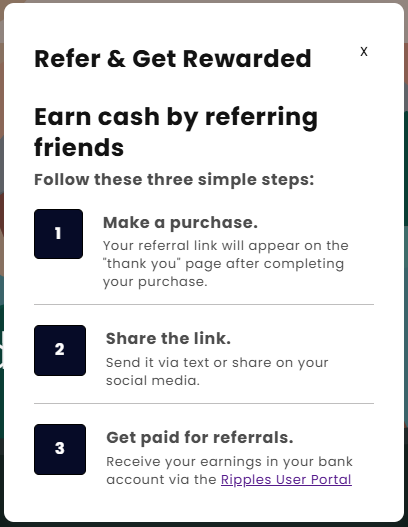 Refer & Get Rewarded
X
Earn cash by referring
friends
Follow these three simple steps:
1
Make a purchase.
Your referral link will appear on the
"thank you" page after completing
your purchase.
2
Share the link.
Send it via text or share on your
social media.
3
Get paid for referrals.
Receive your earnings in your bank
account via the Ripples User Portal